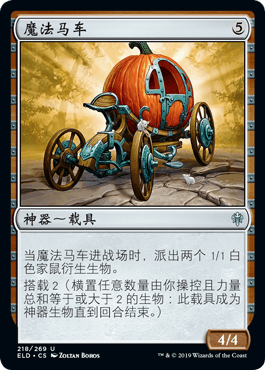 魔法马车 5
神器～载具
当魔法马车进战场时，派出两个 1/1 白
色家鼠衍生生物。
搭载 2（横置任意数量由你操控且力量
总和等于或大于 2 的生物：此载具成为
神器生物直到回合结束。）
4/4
218/269 U
ELD • CS ZOLTAN BOROS
™ & © 2019 Wizards of the Coast